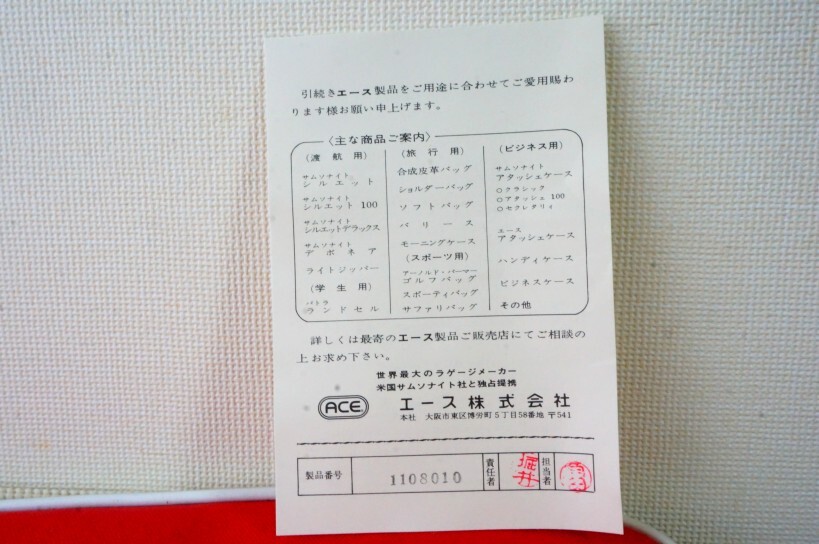 引続きエース製品をご用途に合わせてご愛用賜わ
ります様お願い申上げます。
〈主な商品ご案内〉
(渡航用)
サムソナイト
シルエット
サムソナイト
シルエット 100
サムソナイト
シルエットデラックス
サムソナイト
デボネア
ライトジッパー
(学生用)
パトラ
ランドセル
(旅行用)
合成皮革バッグ
ショルダーバッグ
ソフトバッグ
バリース
モーニングケース
(スポーツ用)
アーノルド・パーマー
ゴルフバッグ
スポーティバッグ
サファリバッグ
(ビジネス用)
サムソナイト
アタッシェケース
○クラシック
○アタッシェ 100
○セクレタリィ
エース
アタッシェケース
ハンディケース
ビジネスケース
その他
詳しくは最寄のエース製品ご販売店にてご相談の
上お求め下さい。
世界最大のラゲージメーカー
米国サムソナイト社と独占提携
ACE
エース株式会社
本社 大阪市東区博労町5丁目58番地 〒541
製品番号
1108010
責任者
堀井
担当者